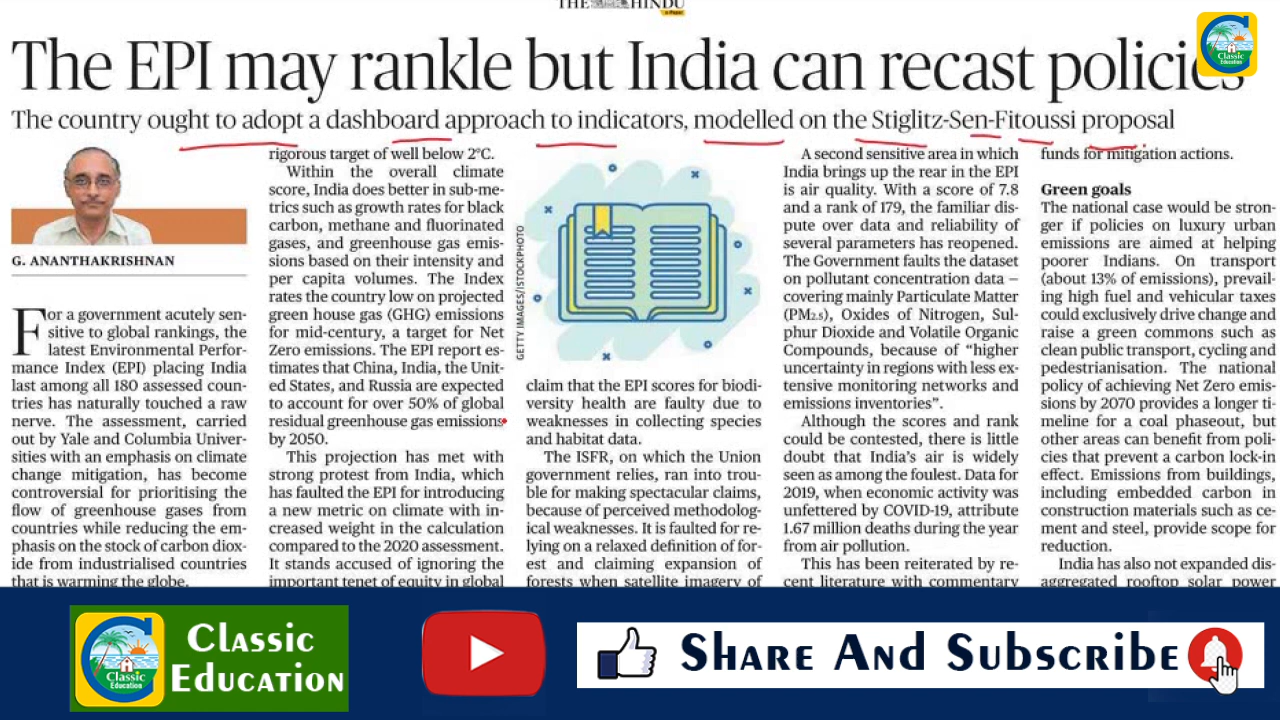 THE HINDU
The EPI may rankle but India can recast policies
The country ought to adopt a dashboard approach to indicators, modelled on the Stiglitz-Sen-Fitoussi proposal
G. ANANTHAKRISHNAN
For a government acutely sen-
sitive to global rankings, the
latest Environmental Perfor-
mance Index (EPI) placing India
last among all 180 assessed coun-
tries has naturally touched a raw
nerve. The assessment, carried
out by Yale and Columbia Univer-
sities with an emphasis on climate
change mitigation, has become
controversial for prioritising the
flow of greenhouse gases from
countries while reducing the em-
phasis on the stock of carbon diox-
ide from industrialised countries
that is warming the globe.
rigorous target of well below 2°C.
Within the overall climate
score, India does better in sub-me-
trics such as growth rates for black
carbon, methane and fluorinated
gases, and greenhouse gas emis-
sions based on their intensity and
per capita volumes. The Index
rates the country low on projected
green house gas (GHG) emissions
for mid-century, a target for Net
Zero emissions. The EPI report es-
timates that China, India, the Unit-
ed States, and Russia are expected
to account for over 50% of global
residual greenhouse gas emissions
by 2050.
This projection has met with
strong protest from India, which
has faulted the EPI for introducing
a new metric on climate with in-
creased weight in the calculation
compared to the 2020 assessment.
It stands accused of ignoring the
important tenet of equity in global
GETTY IMAGES/ISTOCKPHOTO
claim that the EPI scores for biodi-
versity health are faulty due to
weaknesses in collecting species
and habitat data.
The ISFR, on which the Union
government relies, ran into trou-
ble for making spectacular claims,
because of perceived methodolog-
ical weaknesses. It is faulted for re-
lying on a relaxed definition of for-
est and claiming expansion of
forests when satellite imagery of
A second sensitive area in which
India brings up the rear in the EPI
is air quality. With a score of 7.8
and a rank of 179, the familiar dis-
pute over data and reliability of
several parameters has reopened.
The Government faults the dataset
on pollutant concentration data —
covering mainly Particulate Matter
(PM2.5), Oxides of Nitrogen, Sul-
phur Dioxide and Volatile Organic
Compounds, because of “higher
uncertainty in regions with less ex-
tensive monitoring networks and
emissions inventories”.
Although the scores and rank
could be contested, there is little
doubt that India’s air is widely
seen as among the foulest. Data for
2019, when economic activity was
unfettered by COVID-19, attribute
1.67 million deaths during the year
from air pollution.
This has been reiterated by re-
cent literature with commentary
funds for mitigation actions.
Green goals
The national case would be stron-
ger if policies on luxury urban
emissions are aimed at helping
poorer Indians. On transport
(about 13% of emissions), prevail-
ing high fuel and vehicular taxes
could exclusively drive change and
raise a green commons such as
clean public transport, cycling and
pedestrianisation. The national
policy of achieving Net Zero emis-
sions by 2070 provides a longer ti-
meline for a coal phaseout, but
other areas can benefit from poli-
cies that prevent a carbon lock-in
effect. Emissions from buildings,
including embedded carbon in
construction materials such as ce-
ment and steel, provide scope for
reduction.
India has also not expanded dis-
aggregated rooftop solar power
Classic
Education
Classic
Education
Classic
Education
Share And Subscribe